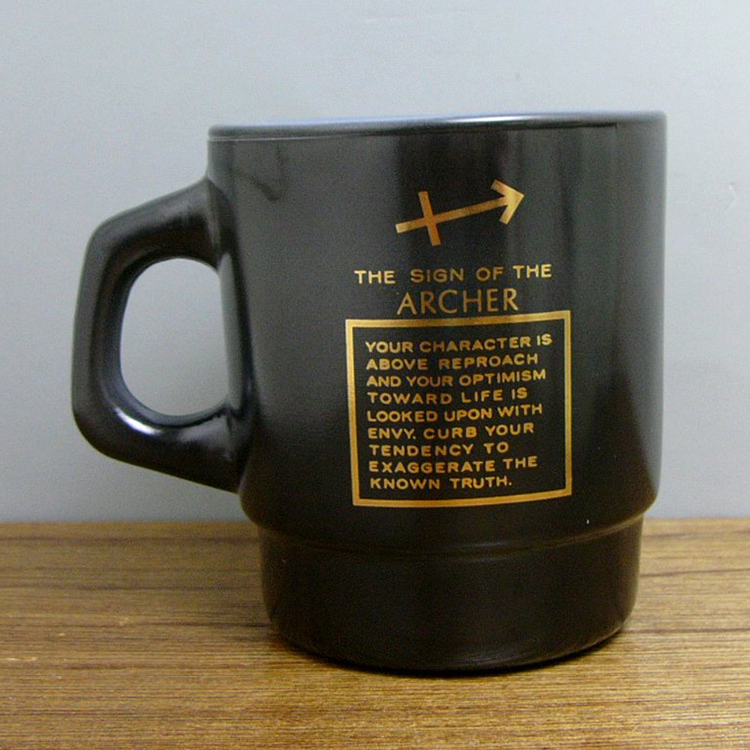 THE SIGN OF THE
ARCHER
YOUR CHARACTER IS
ABOVE REPROACH
AND YOUR OPTIMISM
TOWARD LIFE IS
LOOKED UPON WITH
ENVY. CURB YOUR
TENDENCY TO
EXAGGERATE THE
KNOWN TRUTH.